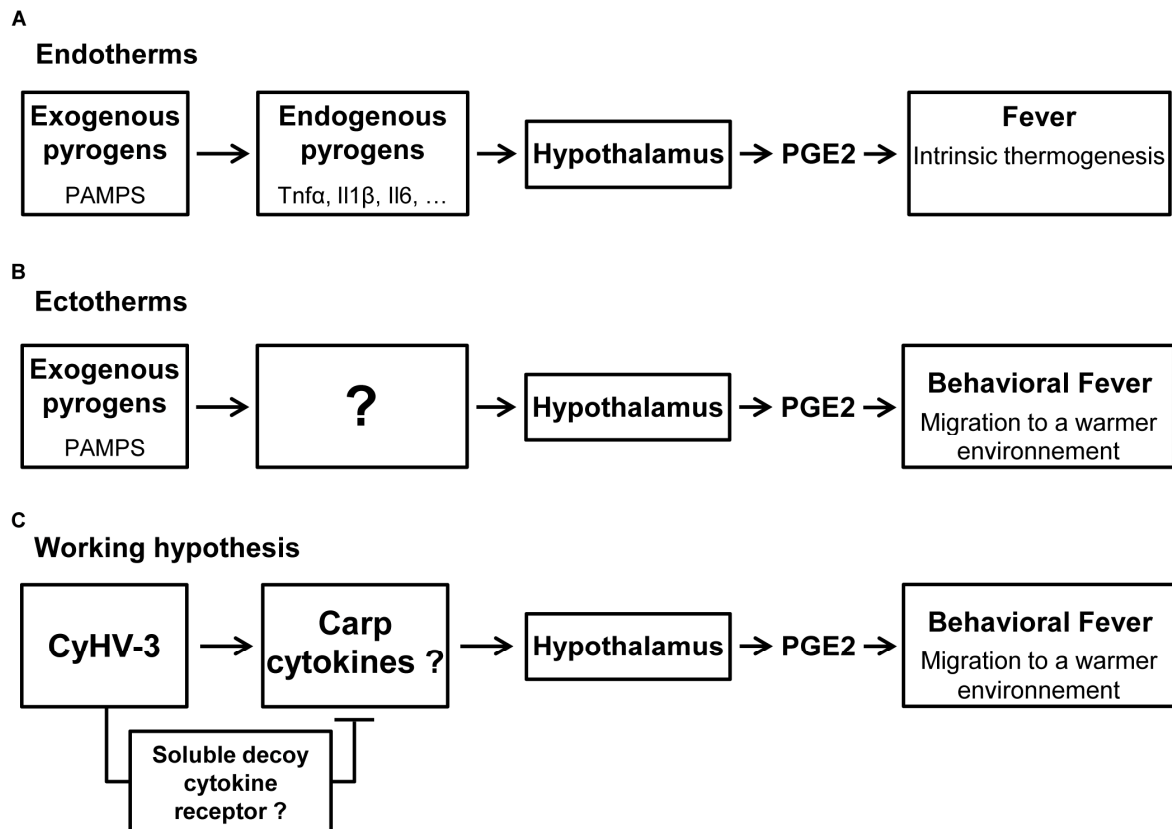 A
Endotherms
Exogenous
pyrogens
PAMPS
Endogenous
pyrogens
Tnfα, Il1β, Il6, …
Hypothalamus
PGE2
Fever
Intrinsic thermogenesis
B
Ectotherms
Exogenous
pyrogens
PAMPS
?
Hypothalamus
PGE2
Behavioral Fever
Migration to a warmer
environnement
C
Working hypothesis
CyHV-3
Carp
cytokines ?
Hypothalamus
PGE2
Behavioral Fever
Migration to a warmer
environnement
Soluble decoy
cytokine
receptor ?